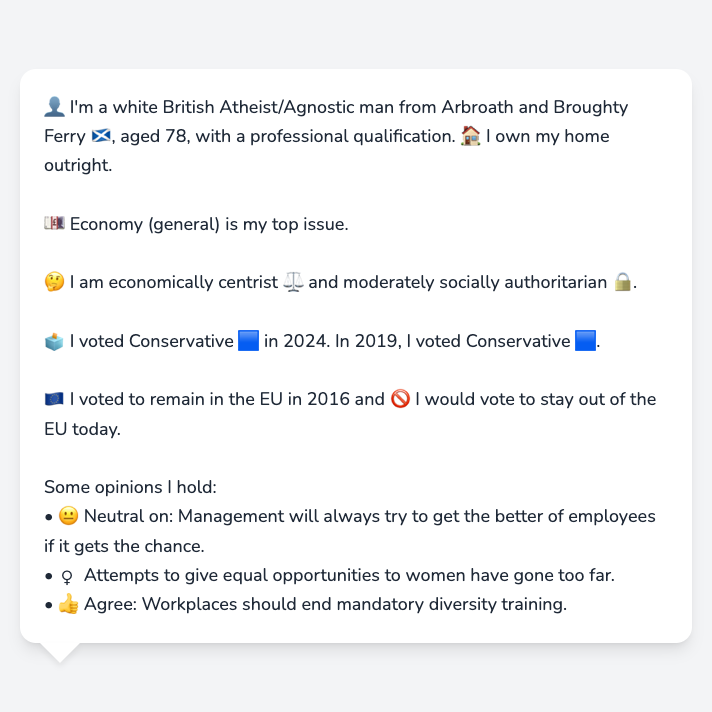 👤 I'm a white British Atheist/Agnostic man from Arbroath and Broughty
Ferry 🏴󠁧󠁢󠁳󠁣󠁴󠁿, aged 78, with a professional qualification. 🏠 I own my home
outright.
💷 Economy (general) is my top issue.
🤔 I am economically centrist ⚖️ and moderately socially authoritarian 🔒.
🗳️ I voted Conservative 🟦 in 2024. In 2019, I voted Conservative 🟦.
🇪🇺 I voted to remain in the EU in 2016 and 🚫 I would vote to stay out of the
EU today.
Some opinions I hold:
• 😐 Neutral on: Management will always try to get the better of employees
if it gets the chance.
• ♀ Attempts to give equal opportunities to women have gone too far.
• 👍 Agree: Workplaces should end mandatory diversity training.